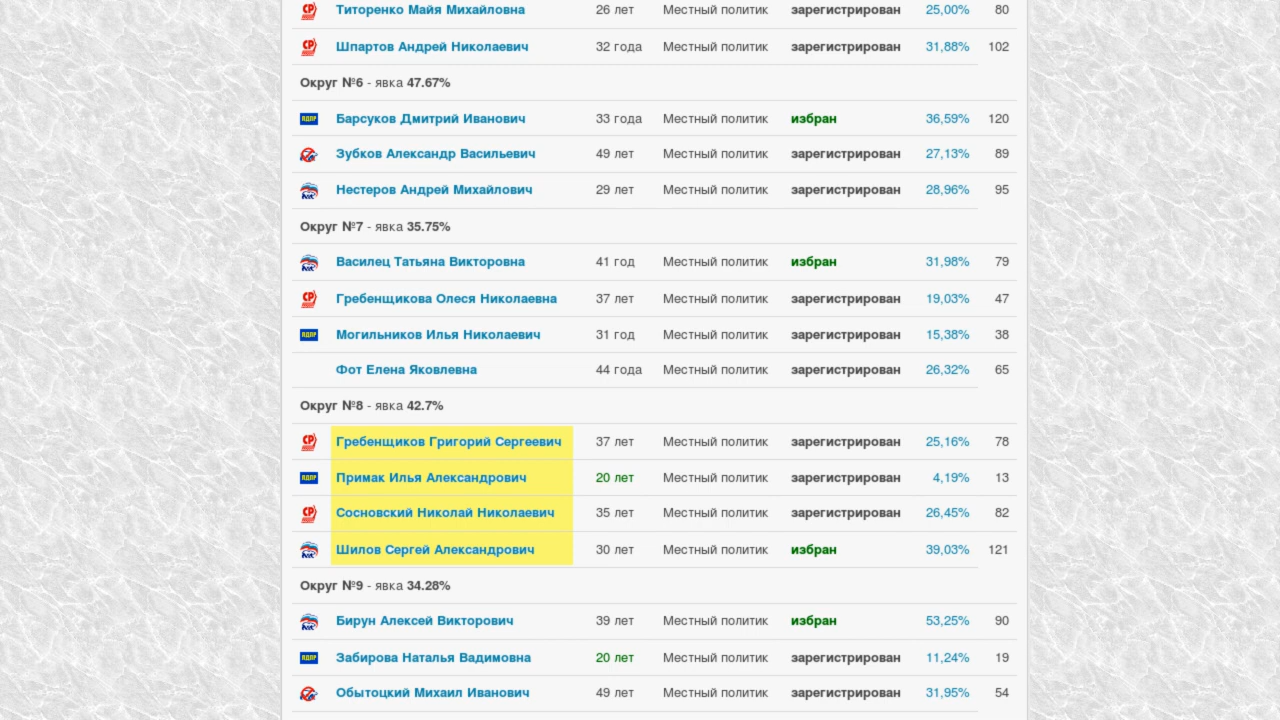 Титоренко Майя Михайловна 26 лет Местный политик зарегистрирован 25,00% 80
Шпартов Андрей Николаевич 32 года Местный политик зарегистрирован 31,88% 102
Округ №6 - явка 47.67%
ЛДПР Барсуков Дмитрий Иванович 33 года Местный политик избран 36,59% 120
Зубков Александр Васильевич 49 лет Местный политик зарегистрирован 27,13% 89
Нестеров Андрей Михайлович 29 лет Местный политик зарегистрирован 28,96% 95
Округ №7 - явка 35.75%
Василец Татьяна Викторовна 41 год Местный политик избран 31,98% 79
Гребенщикова Олеся Николаевна 37 лет Местный политик зарегистрирован 19,03% 47
ЛДПР Могильников Илья Николаевич 31 год Местный политик зарегистрирован 15,38% 38
Фот Елена Яковлевна 44 года Местный политик зарегистрирован 26,32% 65
Округ №8 - явка 42.7%
Гребенщиков Григорий Сергеевич 37 лет Местный политик зарегистрирован 25,16% 78
ЛДПР Примак Илья Александрович 20 лет Местный политик зарегистрирован 4,19% 13
Сосновский Николай Николаевич 35 лет Местный политик зарегистрирован 26,45% 82
Шилов Сергей Александрович 30 лет Местный политик избран 39,03% 121
Округ №9 - явка 34.28%
Бирун Алексей Викторович 39 лет Местный политик избран 53,25% 90
ЛДПР Забирова Наталья Вадимовна 20 лет Местный политик зарегистрирован 11,24% 19
Обытоцкий Михаил Иванович 49 лет Местный политик зарегистрирован 31,95% 54